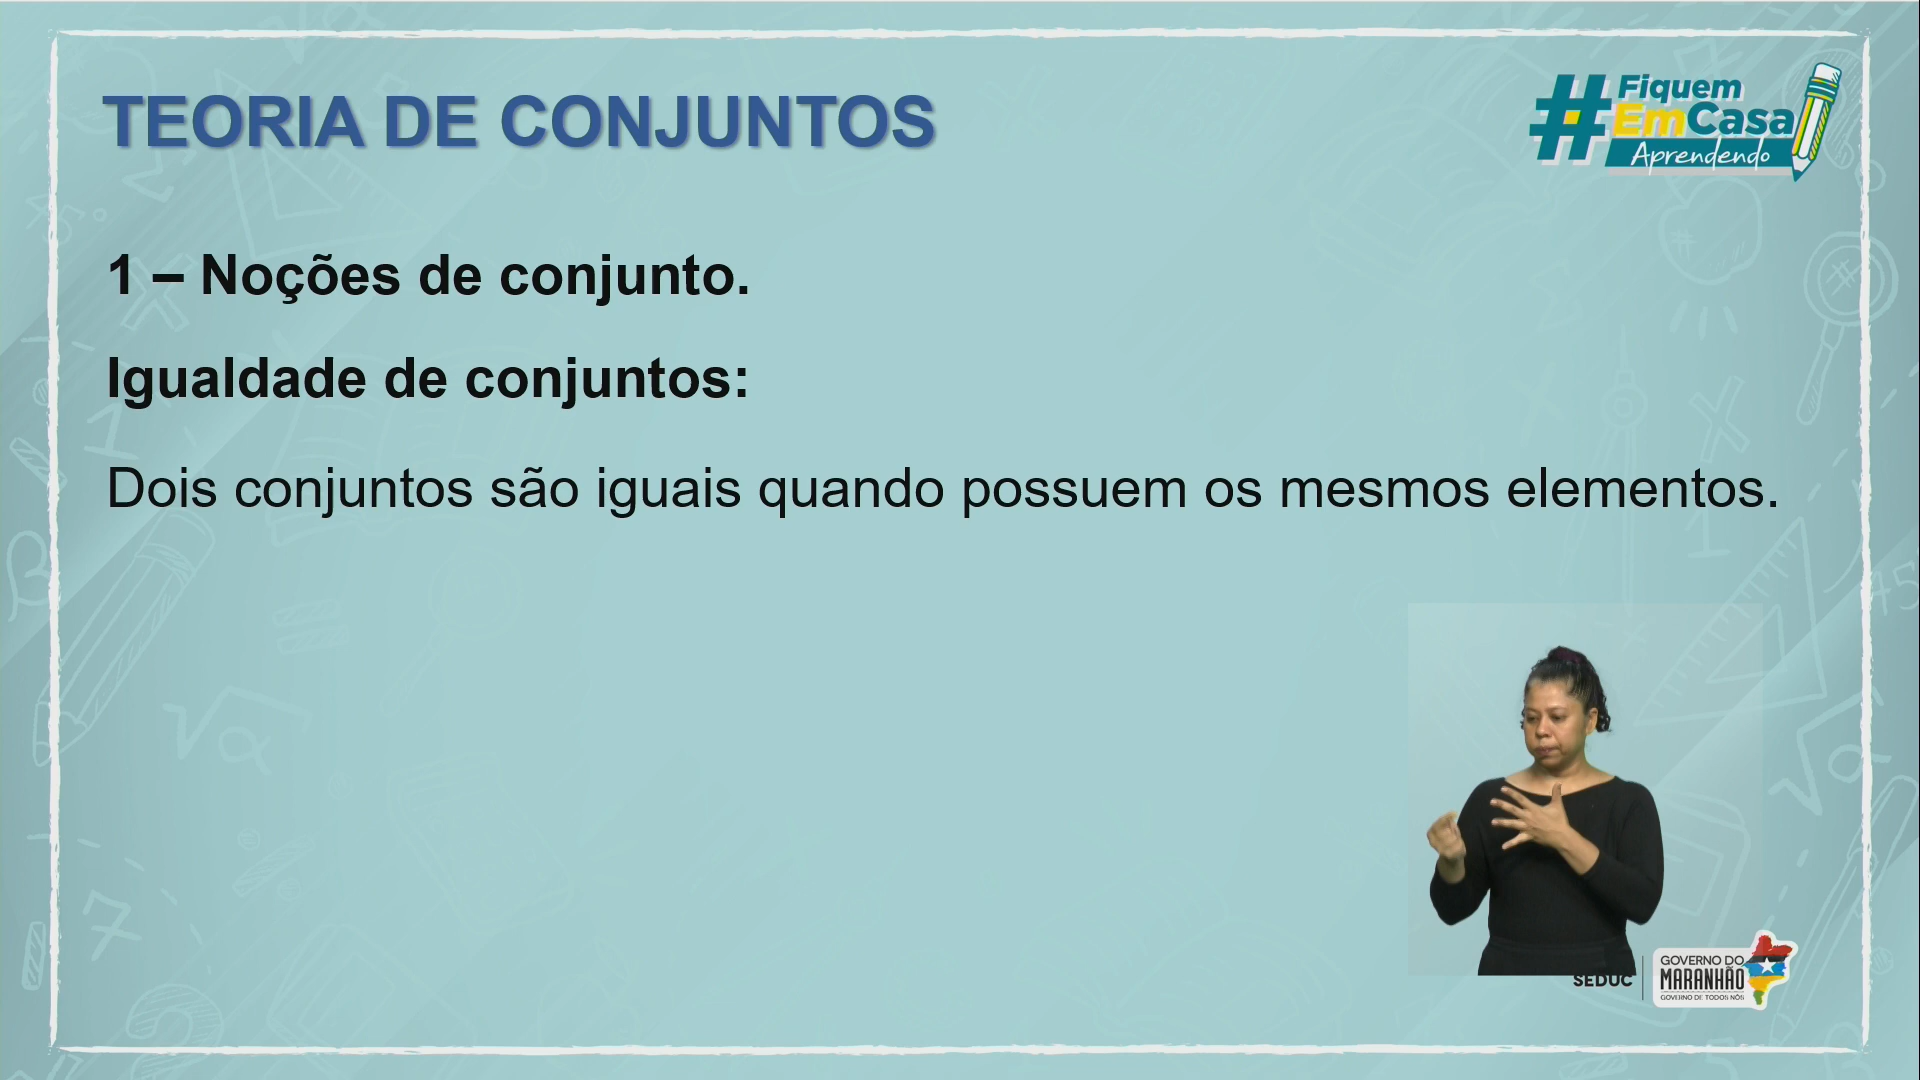 TEORIA DE CONJUNTOS
#Fiquem
EmCasa
Aprendendo
1 – Noções de conjunto.
Igualdade de conjuntos:
Dois conjuntos são iguais quando possuem os mesmos elementos.
SEDUC
GOVERNO DO
MARANHÃO
GOVERNO DE TODOS NÓS